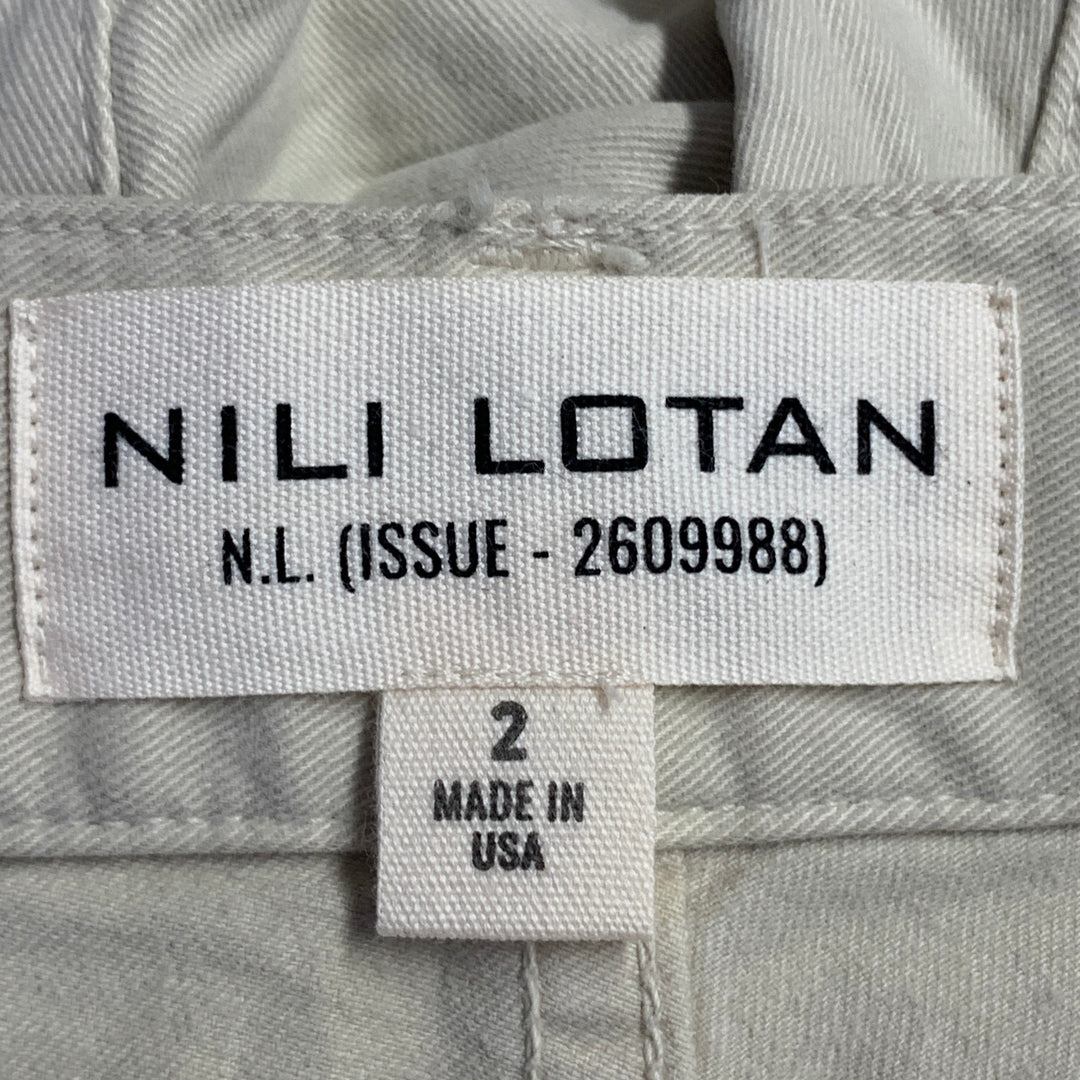 NILI LOTAN
N.L. (ISSUE - 2609988)
2
MADE IN
USA